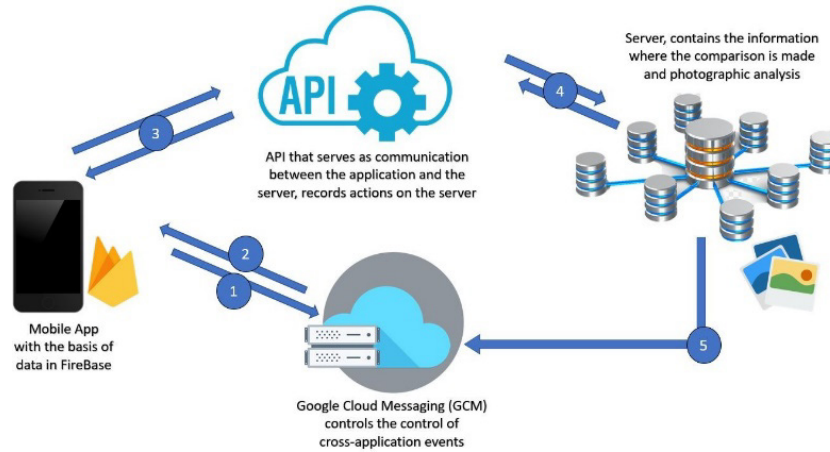 Server, contains the information
where the comparison is made
and photographic analysis
API
4
3
API that serves as communication
between the application and the
server, records actions on the server
2
1
Mobile App
with the basis of
data in FireBase
5
Google Cloud Messaging (GCM)
controls the control of
cross-application events